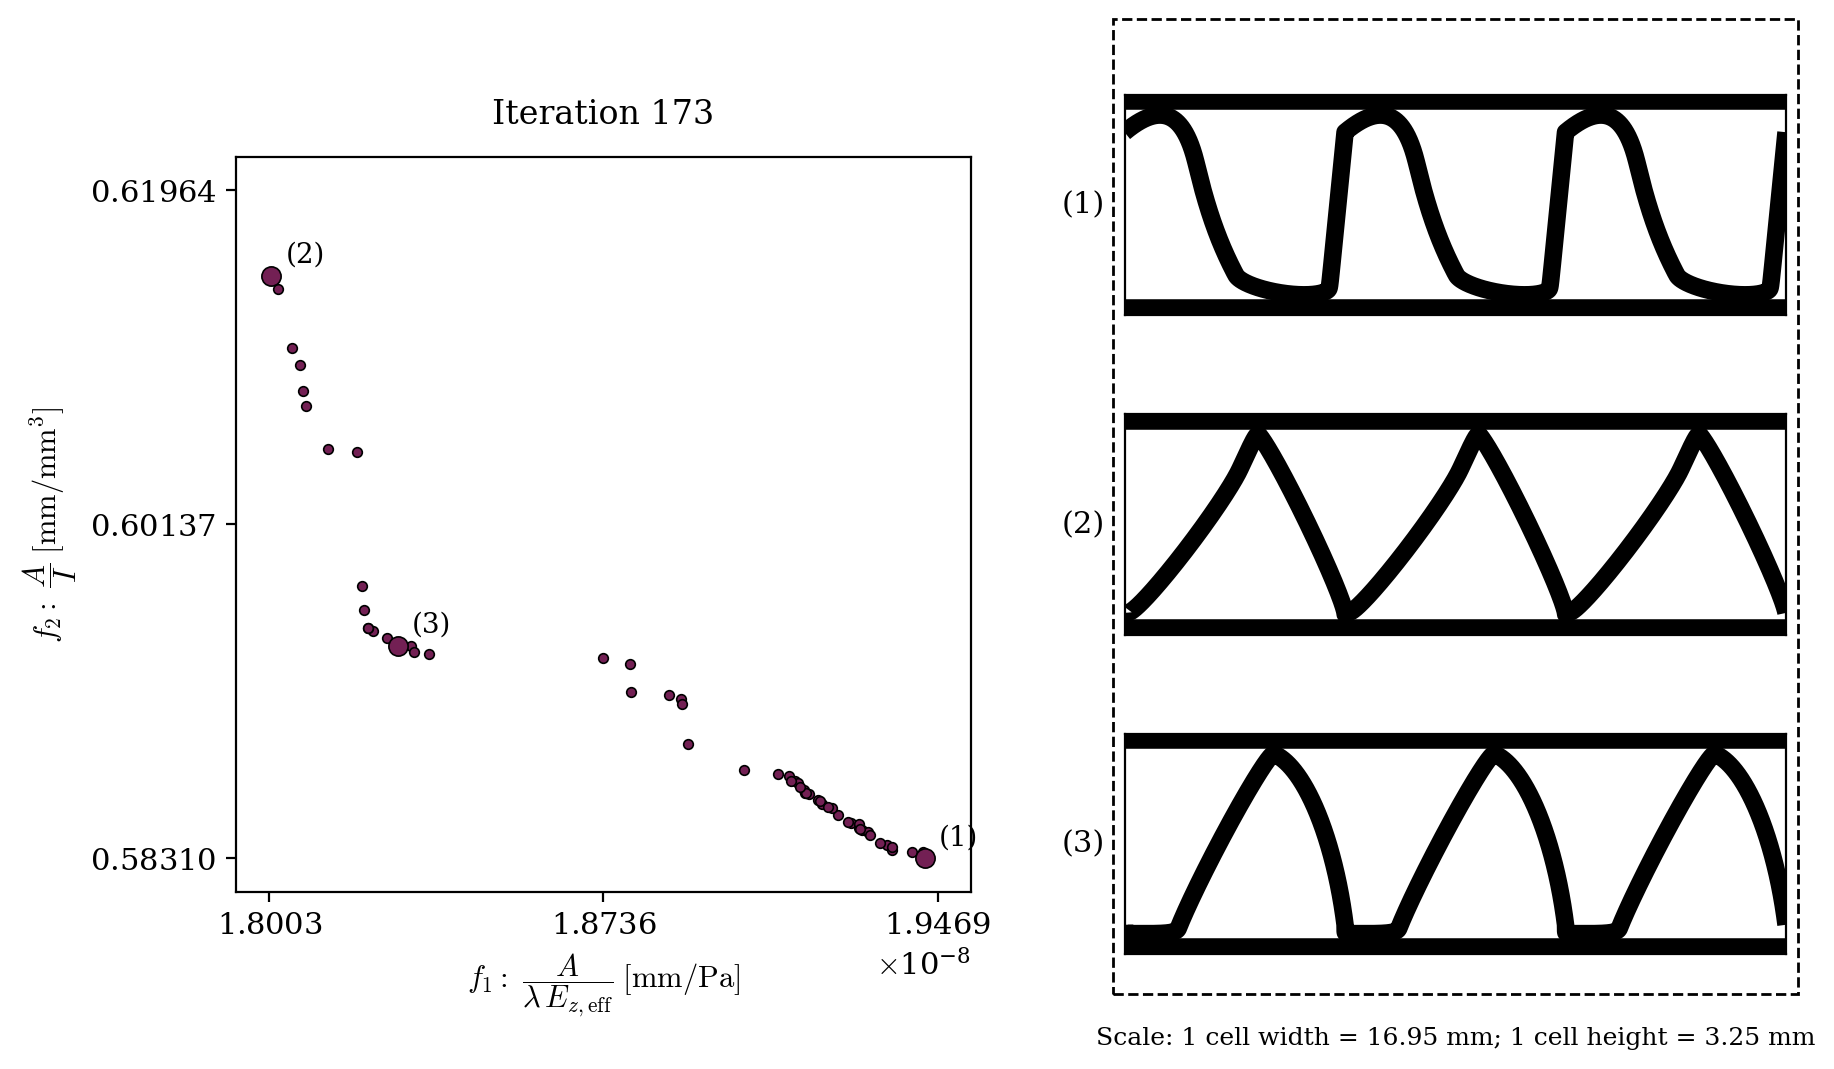 Iteration 173
0.61964
0.60137
0.58310
f₂ : A/I [mm/mm³]
(2)
(3)
(1)
1.8003 1.8736 1.9469
×10⁻⁸
f₁ : A/(λ E_z,eff) [mm/Pa]
(1)
(2)
(3)
Scale: 1 cell width = 16.95 mm; 1 cell height = 3.25 mm